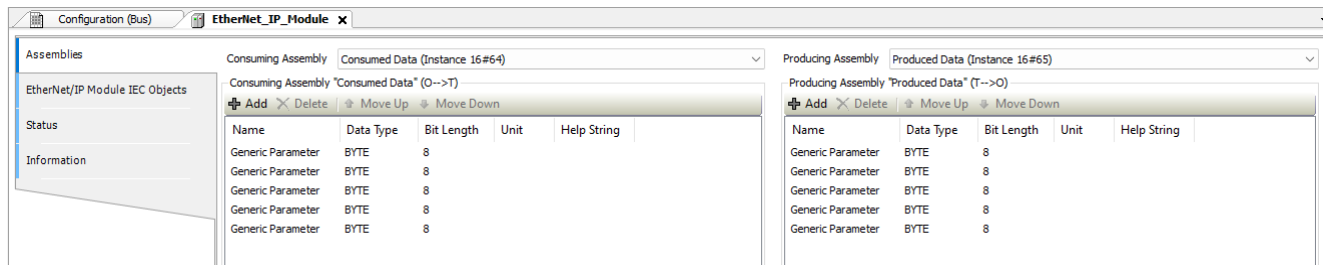 Configuration (Bus) EtherNet_IP_Module x
Assemblies
EtherNet/IP Module IEC Objects
Status
Information
Consuming Assembly Consumed Data (Instance 16#64)
Consuming Assembly "Consumed Data" (O-->T)
Add Delete Move Up Move Down
Name Data Type Bit Length Unit Help String
Generic Parameter BYTE 8
Generic Parameter BYTE 8
Generic Parameter BYTE 8
Generic Parameter BYTE 8
Generic Parameter BYTE 8
Producing Assembly Produced Data (Instance 16#65)
Producing Assembly "Produced Data" (T-->O)
Add Delete Move Up Move Down
Name Data Type Bit Length Unit Help String
Generic Parameter BYTE 8
Generic Parameter BYTE 8
Generic Parameter BYTE 8
Generic Parameter BYTE 8
Generic Parameter BYTE 8